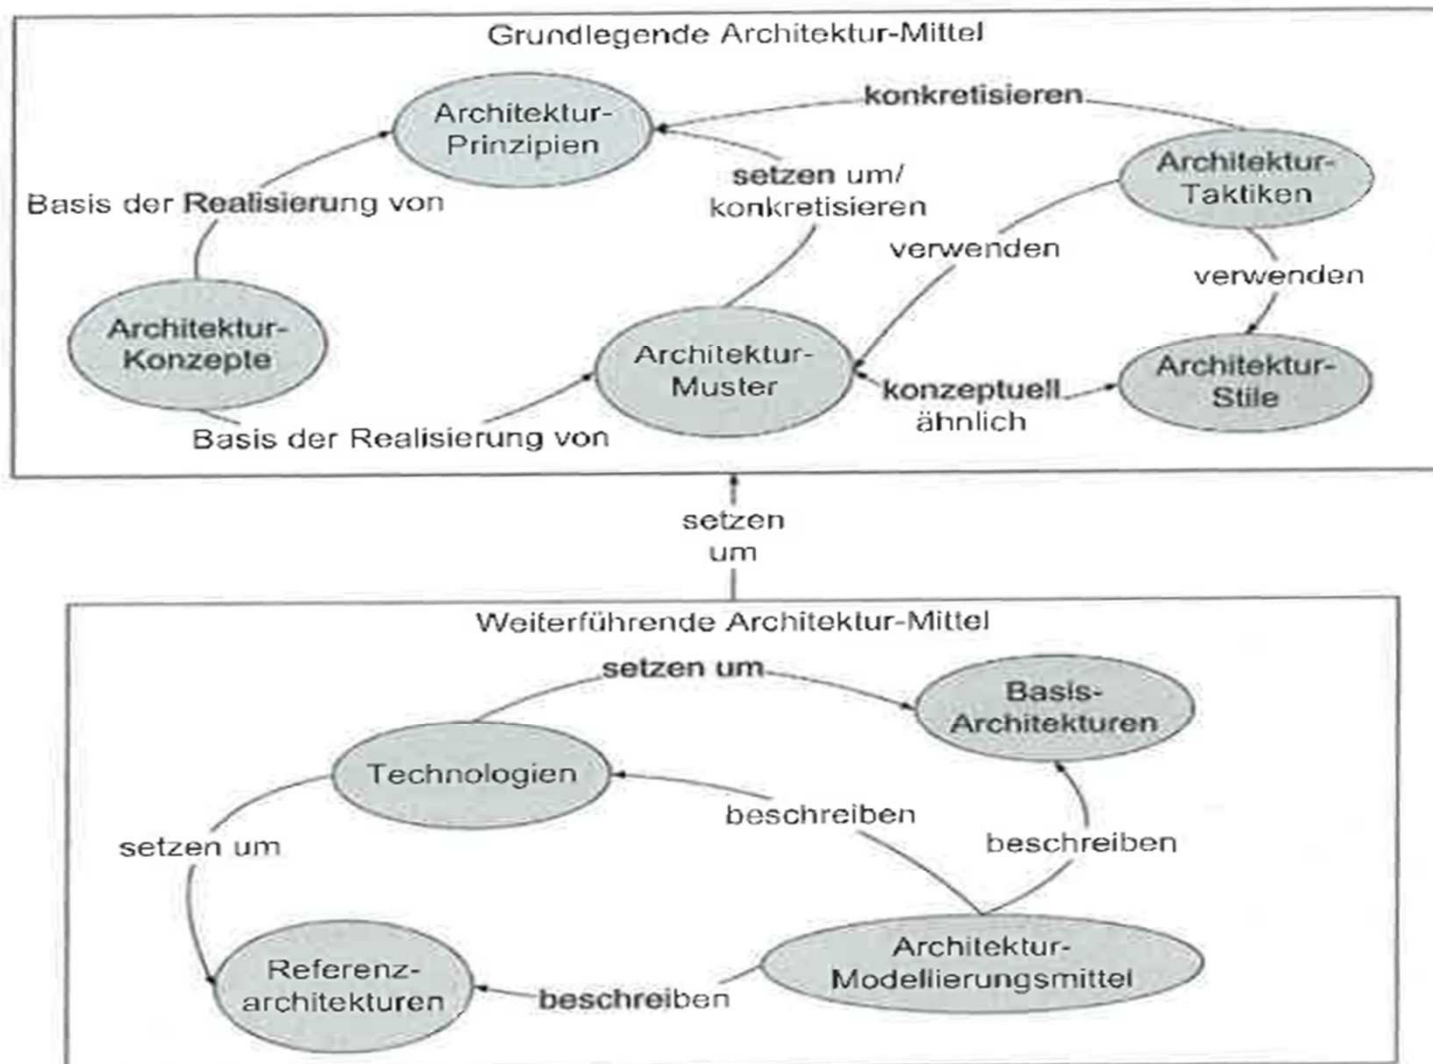 Grundlegende Architektur-Mittel
Architektur-
Prinzipien
konkretisieren
Architektur-
Taktiken
setzen um/
konkretisieren
Basis der Realisierung von
verwenden
verwenden
Architektur-
Konzepte
Architektur-
Muster
konzeptuell
ähnlich
Architektur-
Stile
Basis der Realisierung von
setzen
um
Weiterführende Architektur-Mittel
setzen um
Basis-
Architekturen
Technologien
beschreiben
beschreiben
setzen um
Referenz-
architekturen
beschreiben
Architektur-
Modellierungsmittel